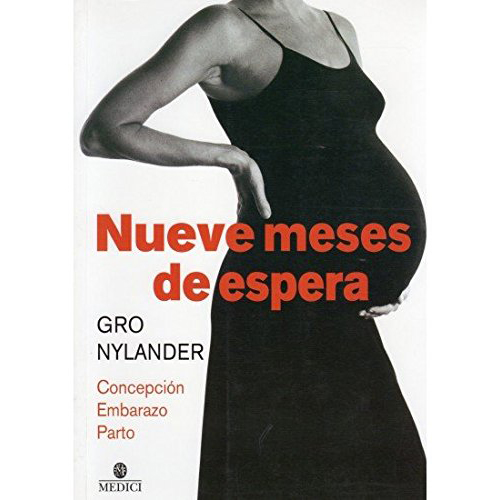 Nueve meses
de espera
GRO
NYLANDER
Concepción
Embarazo
Parto
MEDICI